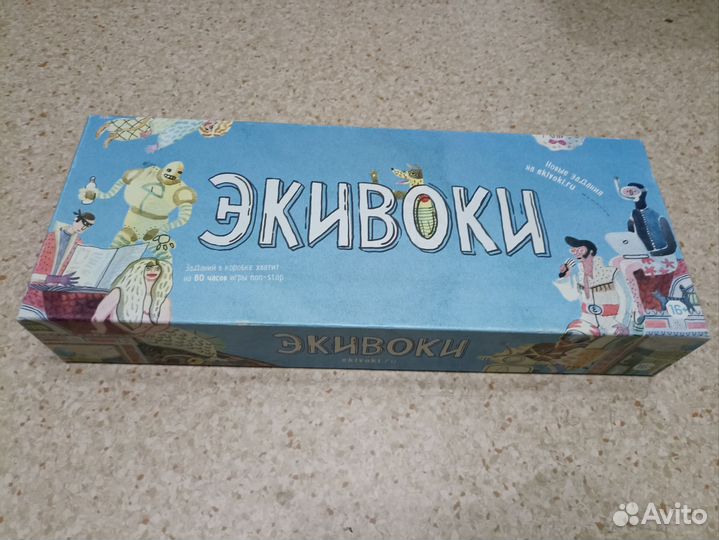 Новые задания
на ekivoki.ru
ЭКИВОКИ
Заданий в коробке хватит
на 80 часов игры non-stop
16+
ЭКИВОКИ
ekivoki.ru
Avito